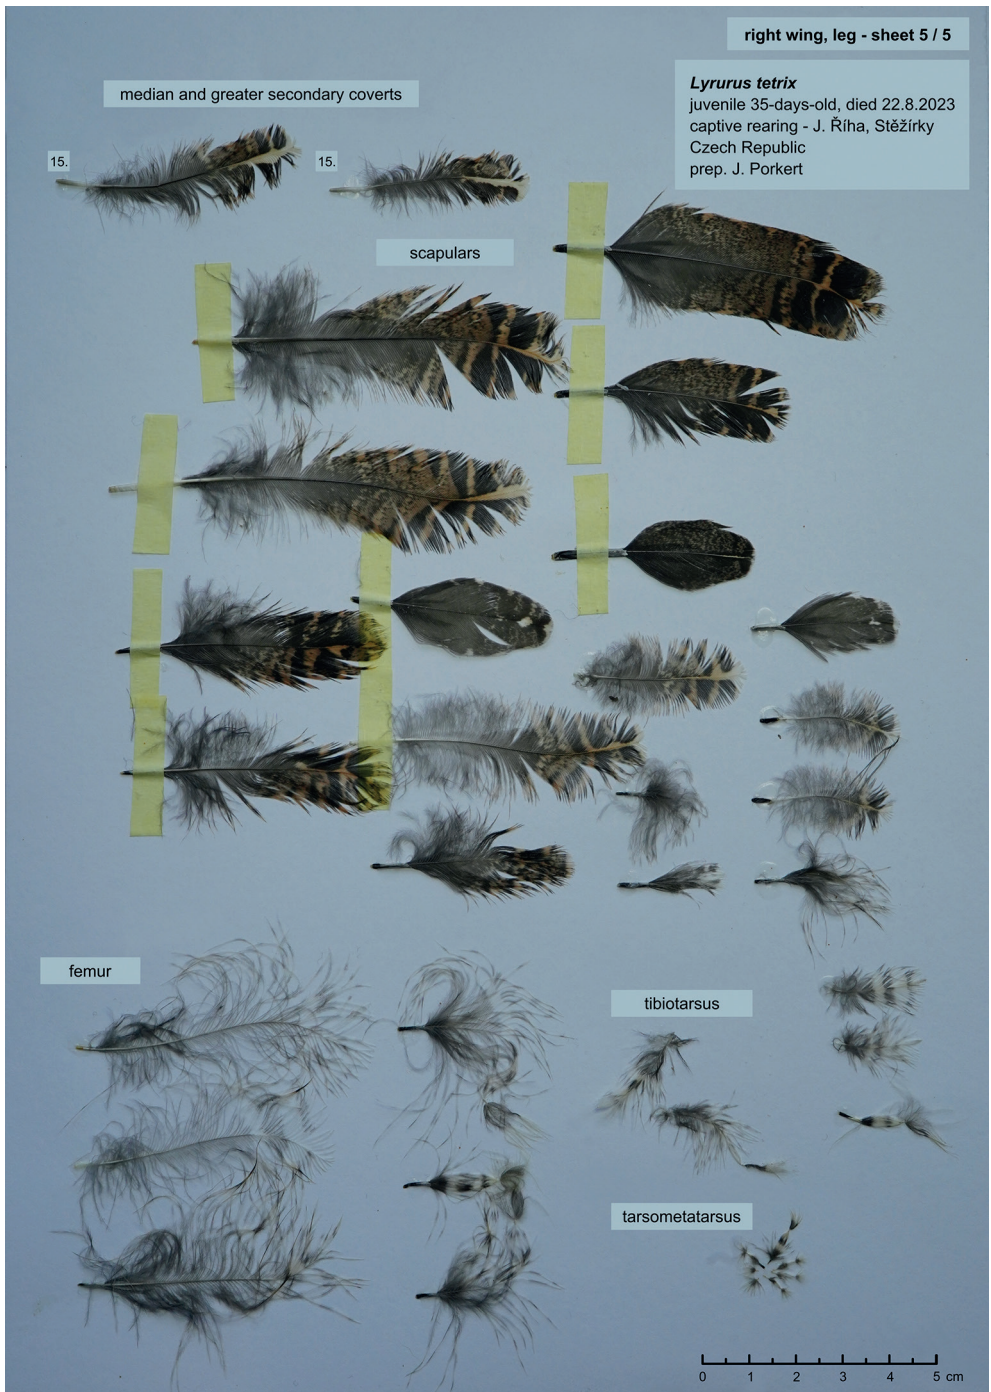 right wing, leg - sheet 5 / 5
Lyrurus tetrix
juvenile 35-days-old, died 22.8.2023
captive rearing - J. Říha, Stěžírky
Czech Republic
prep. J. Porkert
median and greater secondary coverts
15.
15.
scapulars
femur
tibiotarsus
tarsometatarsus
0 1 2 3 4 5 cm